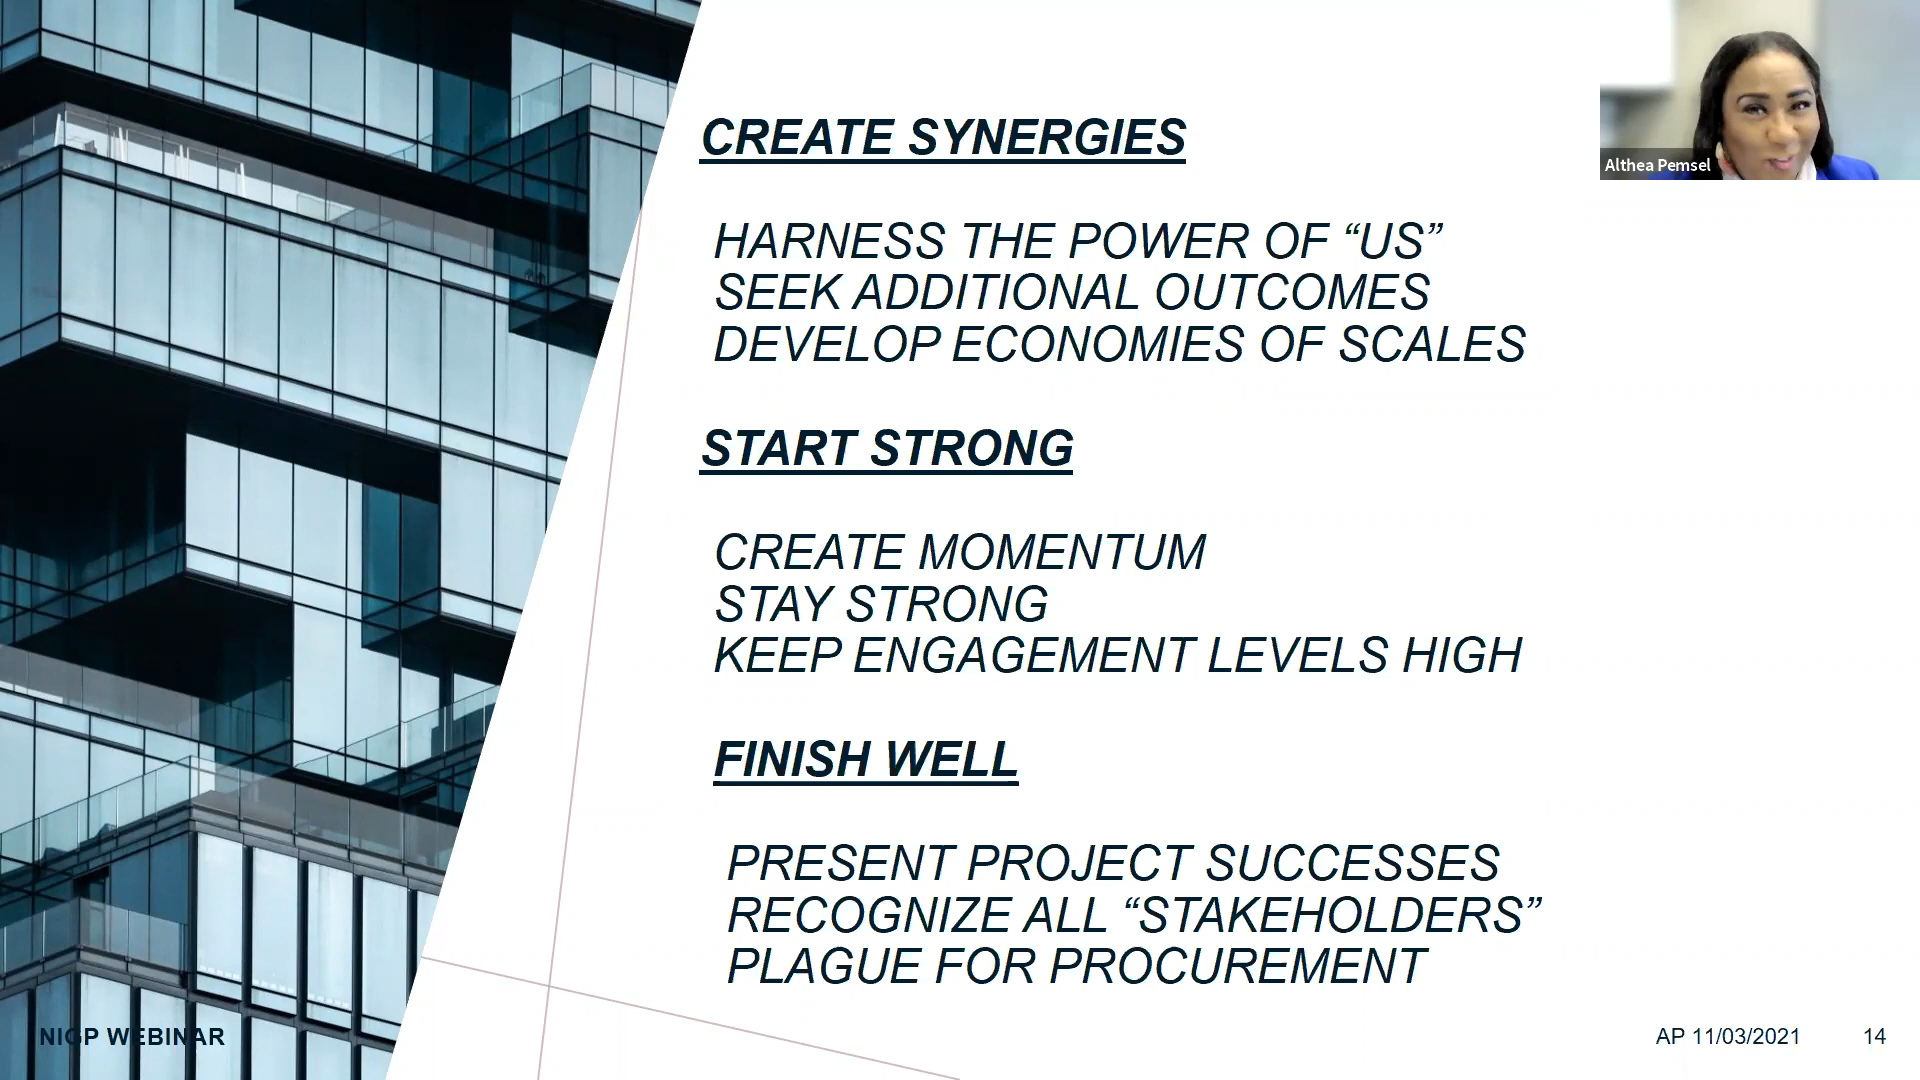 CREATE SYNERGIES
HARNESS THE POWER OF “US”
SEEK ADDITIONAL OUTCOMES
DEVELOP ECONOMIES OF SCALES
START STRONG
CREATE MOMENTUM
STAY STRONG
KEEP ENGAGEMENT LEVELS HIGH
FINISH WELL
PRESENT PROJECT SUCCESSES
RECOGNIZE ALL “STAKEHOLDERS”
PLAGUE FOR PROCUREMENT
Althea Pemsel
NIGP WEBINAR
AP 11/03/2021
14